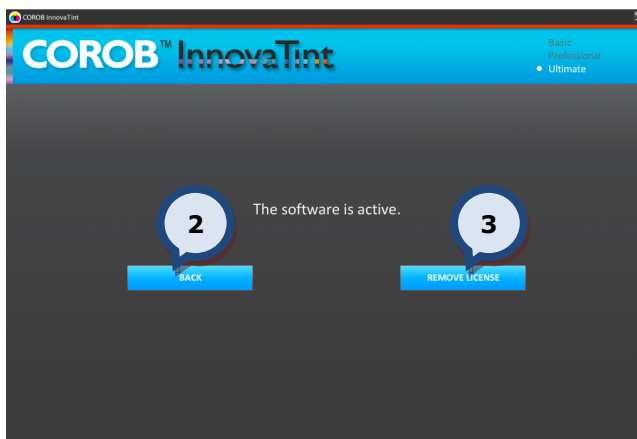 COROB InnovaTint
COROB™ InnovaTint
Basic
Professional
Ultimate
The software is active.
2
3
BACK
REMOVE LICENSE